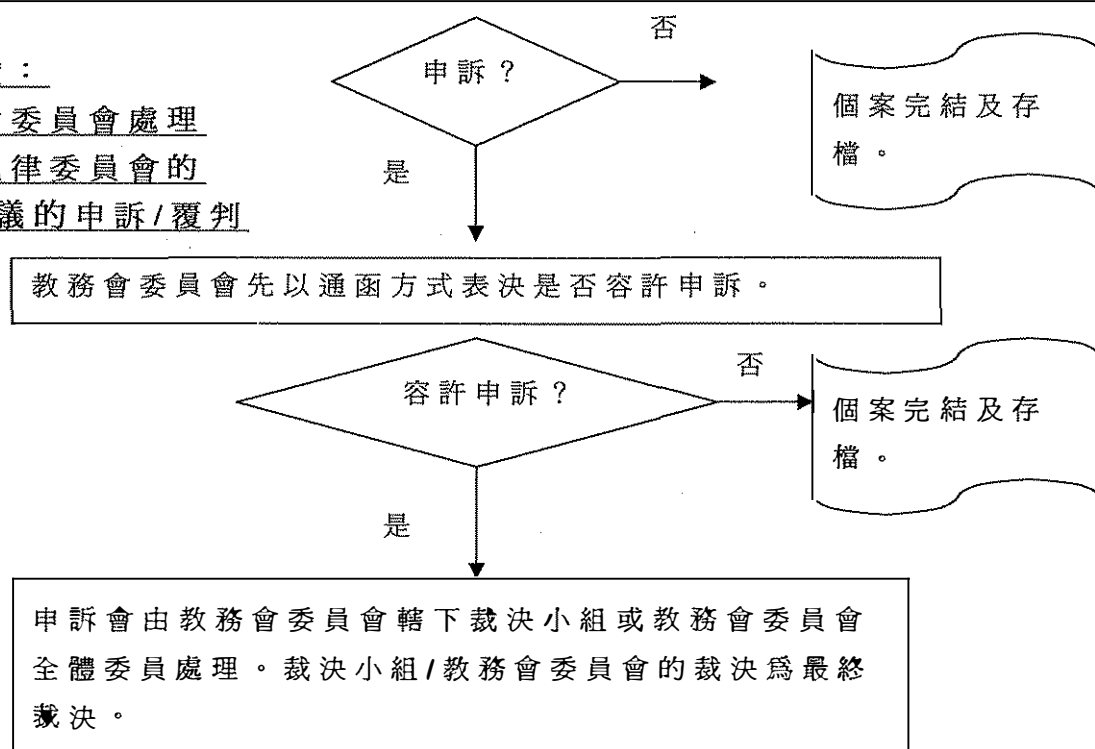 否
申訴？
：
委員會處理
律委員會的
議的申訴/覆判
個案完結及存
檔。
是
教務會委員會先以通函方式表決是否容許申訴。
否
容許申訴？
個案完結及存
檔。
是
申訴會由教務會委員會轄下裁決小組或教務會委員會
全體委員處理。裁決小組/教務會委員會的裁決爲最終
裁決。